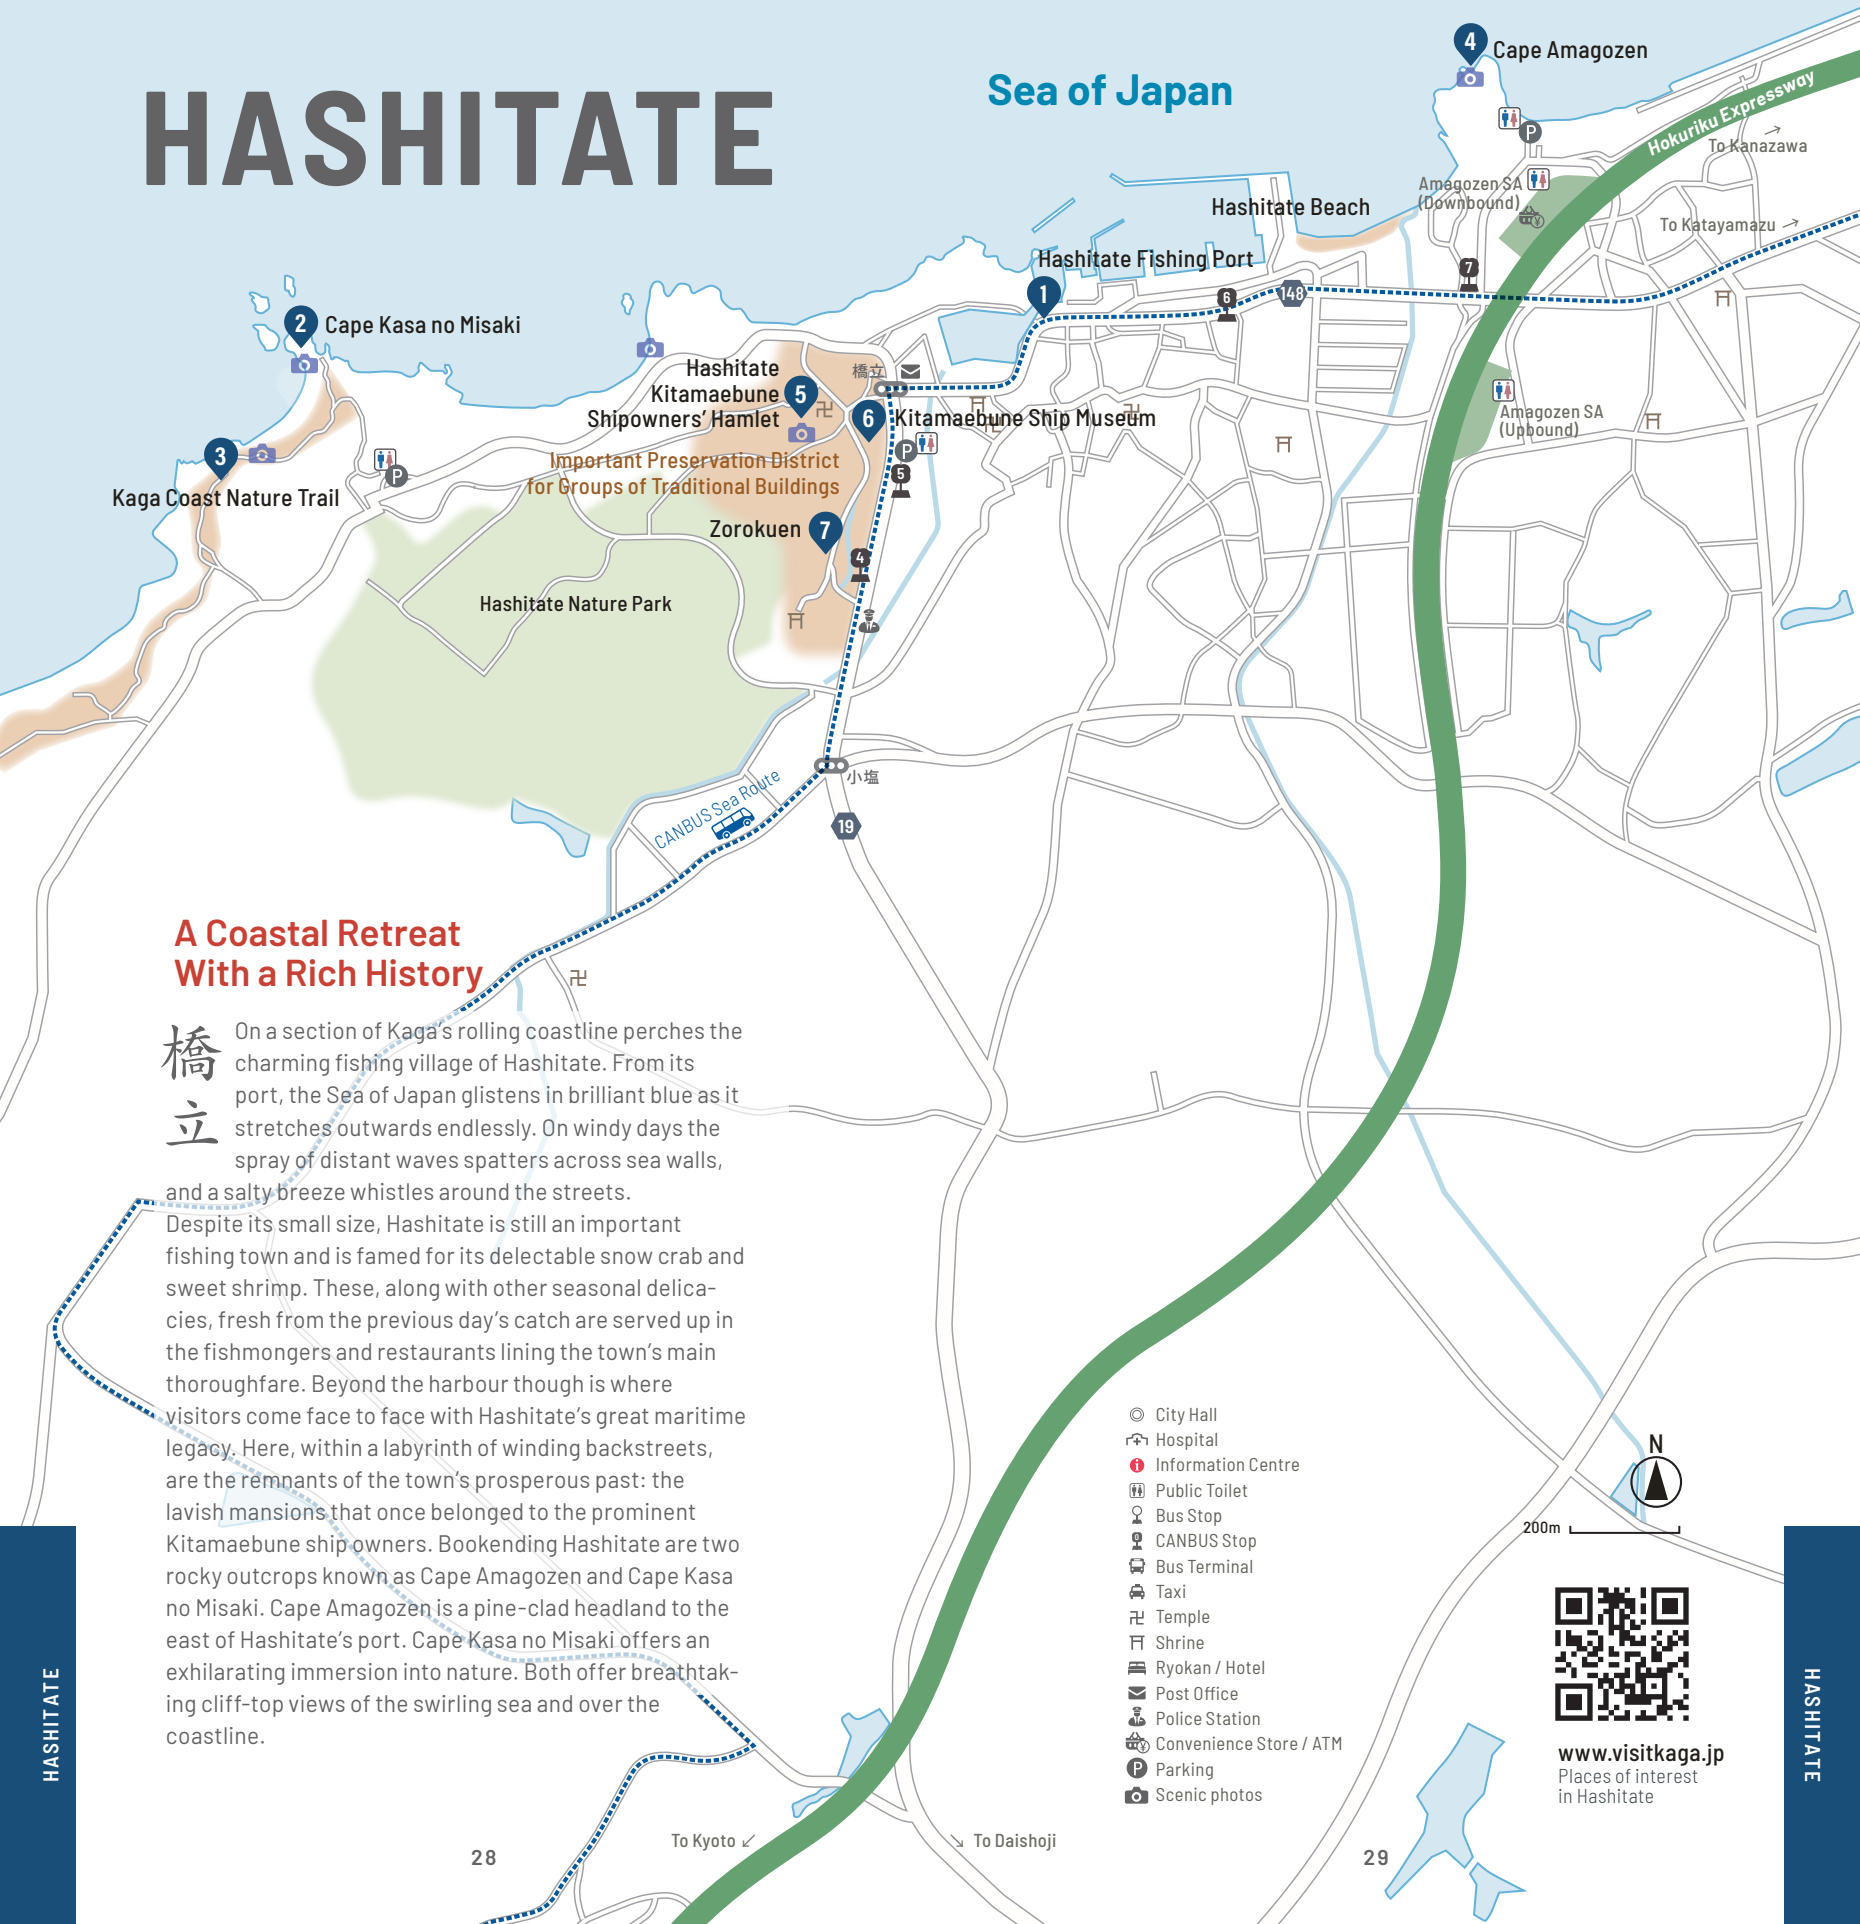 HASHITATE
Sea of Japan
4
Cape Amagozen
Hokuriku Expressway
To Kanazawa
P
Amagozen SA
(Downbound)
To Katayamazu
Hashitate Beach
Hashitate Fishing Port
1
6
148
7
2
Cape Kasa no Misaki
Hashitate
Kitamaebune
Shipowners' Hamlet
5
橋立
6
Kitamaebune Ship Museum
P
5
Amagozen SA
(Upbound)
3
Kaga Coast Nature Trail
P
Important Preservation District
for Groups of Traditional Buildings
Zorokuen
7
4
Hashitate Nature Park
小塩
CANBUS Sea Route
19
A Coastal Retreat
With a Rich History
橋立
On a section of Kaga's rolling coastline perches the
charming fishing village of Hashitate. From its
port, the Sea of Japan glistens in brilliant blue as it
stretches outwards endlessly. On windy days the
spray of distant waves spatters across sea walls,
and a salty breeze whistles around the streets.
Despite its small size, Hashitate is still an important
fishing town and is famed for its delectable snow crab and
sweet shrimp. These, along with other seasonal delica-
cies, fresh from the previous day's catch are served up in
the fishmongers and restaurants lining the town's main
thoroughfare. Beyond the harbour though is where
visitors come face to face with Hashitate's great maritime
legacy. Here, within a labyrinth of winding backstreets,
are the remnants of the town's prosperous past: the
lavish mansions that once belonged to the prominent
Kitamaebune ship owners. Bookending Hashitate are two
rocky outcrops known as Cape Amagozen and Cape Kasa
no Misaki. Cape Amagozen is a pine-clad headland to the
east of Hashitate's port. Cape Kasa no Misaki offers an
exhilarating immersion into nature. Both offer breathtak-
ing cliff-top views of the swirling sea and over the
coastline.
City Hall
Hospital
Information Centre
Public Toilet
Bus Stop
CANBUS Stop
Bus Terminal
Taxi
Temple
Shrine
Ryokan / Hotel
Post Office
Police Station
Convenience Store / ATM
P Parking
Scenic photos
N
200m
www.visitkaga.jp
Places of interest
in Hashitate
To Kyoto
To Daishoji
28
29
HASHITATE
HASHITATE